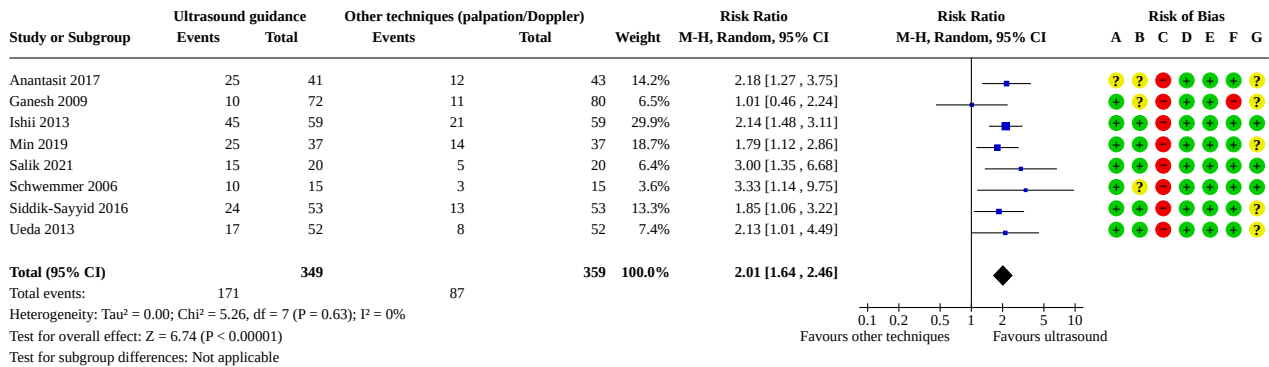 Ultrasound guidance Other techniques (palpation/Doppler) Risk Ratio Risk Ratio Risk of Bias
Study or Subgroup Events Total Events Total Weight M-H, Random, 95% CI M-H, Random, 95% CI A B C D E F G
Anantasit 2017 25 41 12 43 14.2% 2.18 [1.27 , 3.75] ? ? − + + + ?
Ganesh 2009 10 72 11 80 6.5% 1.01 [0.46 , 2.24] + ? − + + − ?
Ishii 2013 45 59 21 59 29.9% 2.14 [1.48 , 3.11] + + − + + + +
Min 2019 25 37 14 37 18.7% 1.79 [1.12 , 2.86] + + − + + + ?
Salik 2021 15 20 5 20 6.4% 3.00 [1.35 , 6.68] + + − + + + +
Schwemmer 2006 10 15 3 15 3.6% 3.33 [1.14 , 9.75] + ? − + + + +
Siddik-Sayyid 2016 24 53 13 53 13.3% 1.85 [1.06 , 3.22] + + − + + + ?
Ueda 2013 17 52 8 52 7.4% 2.13 [1.01 , 4.49] + + − + + + ?
Total (95% CI) 349 359 100.0% 2.01 [1.64 , 2.46]
Total events: 171 87
Heterogeneity: Tau² = 0.00; Chi² = 5.26, df = 7 (P = 0.63); I² = 0%
0.1 0.2 0.5 1 2 5 10
Test for overall effect: Z = 6.74 (P < 0.00001)
Favours other techniques Favours ultrasound
Test for subgroup differences: Not applicable